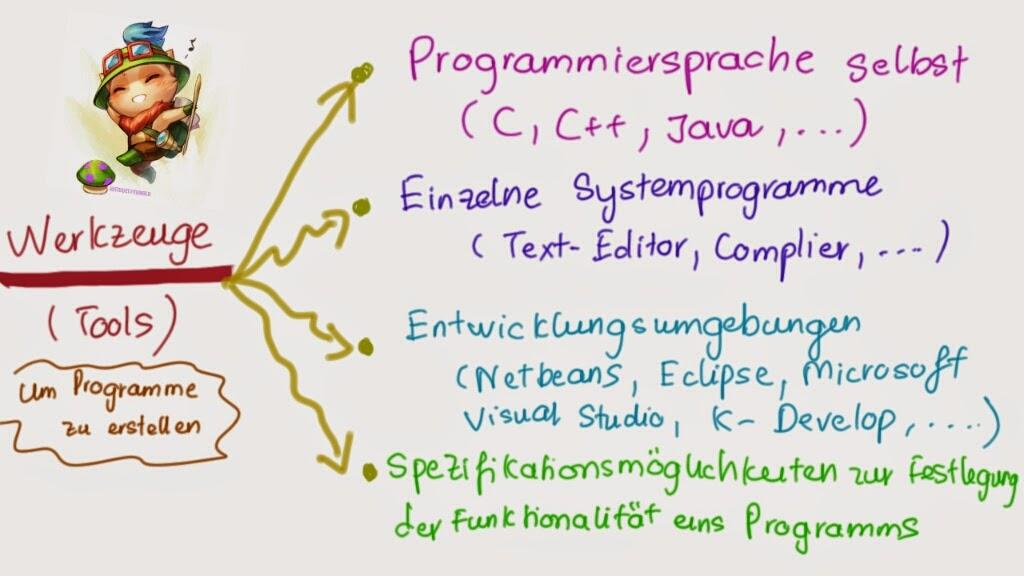 Werkzeuge
(Tools)
Um Programme
zu erstellen
Programmiersprache selbst
(C, C++, Java, ...)
Einzelne Systemprogramme
(Text-Editor, Complier, ....)
Entwicklungsumgebungen
(Netbeans, Eclipse, Microsoft
Visual Studio, K-Develop, .....)
Spezifikationsmöglichkeiten zur Festlegung
der Funktionalität eins Programms